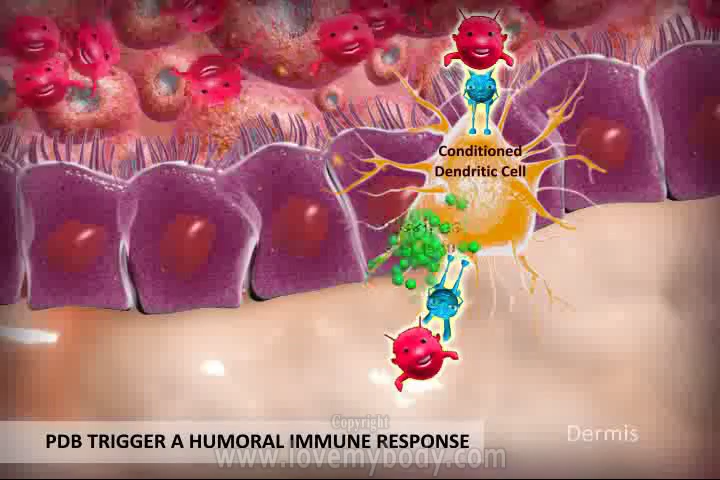 Conditioned
Dendritic Cell
Copyright
PDB TRIGGER A HUMORAL IMMUNE RESPONSE
Dermis
www.lovemybody.com